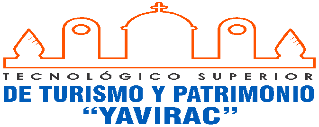 TECNOLÓGICO SUPERIOR
DE TURISMO Y PATRIMONIO
“YAVIRAC”